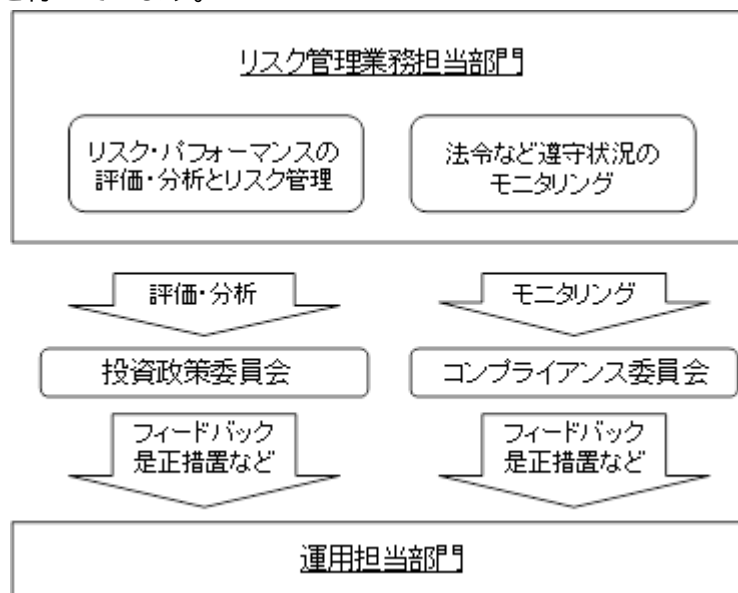 リスク管理業務担当部門
リスク・パフォーマンスの
評価・分析とリスク管理
法令など遵守状況の
モニタリング
評価・分析
モニタリング
投資政策委員会
コンプライアンス委員会
フィードバック
是正措置など
フィードバック
是正措置など
運用担当部門